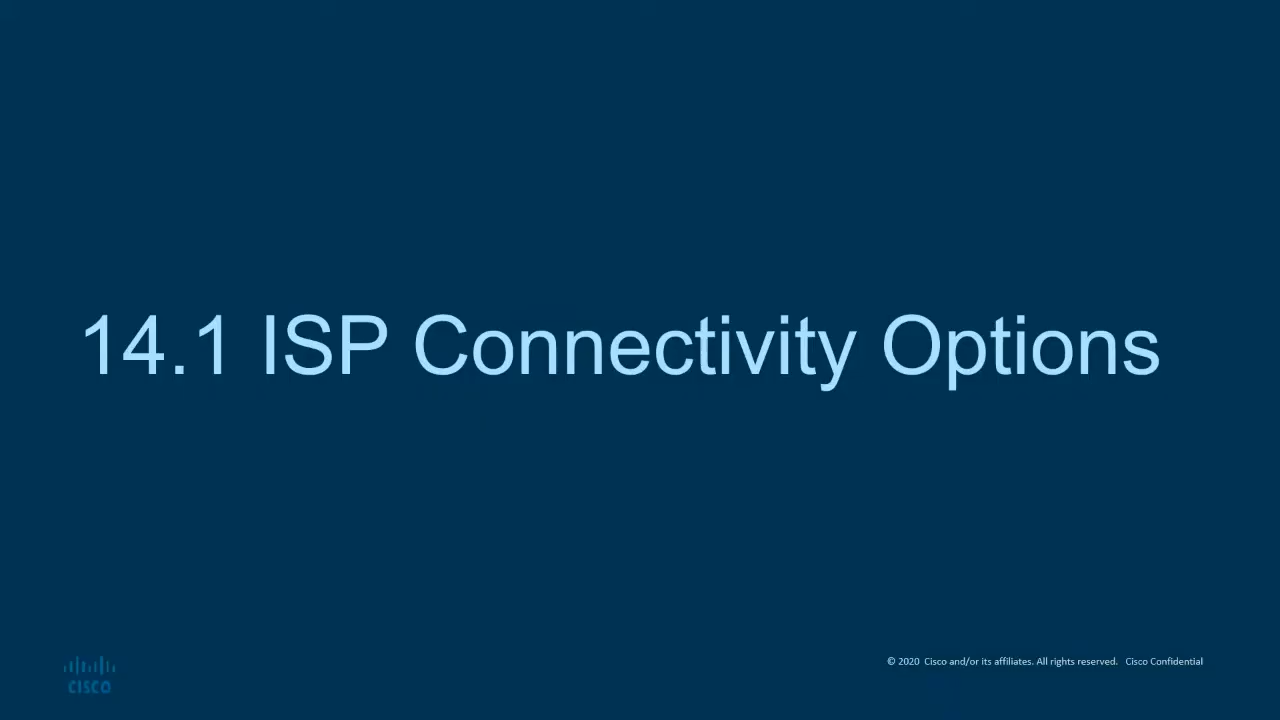 14.1 ISP Connectivity Options
© 2020 Cisco and/or its affiliates. All rights reserved. Cisco Confidential
CISCO